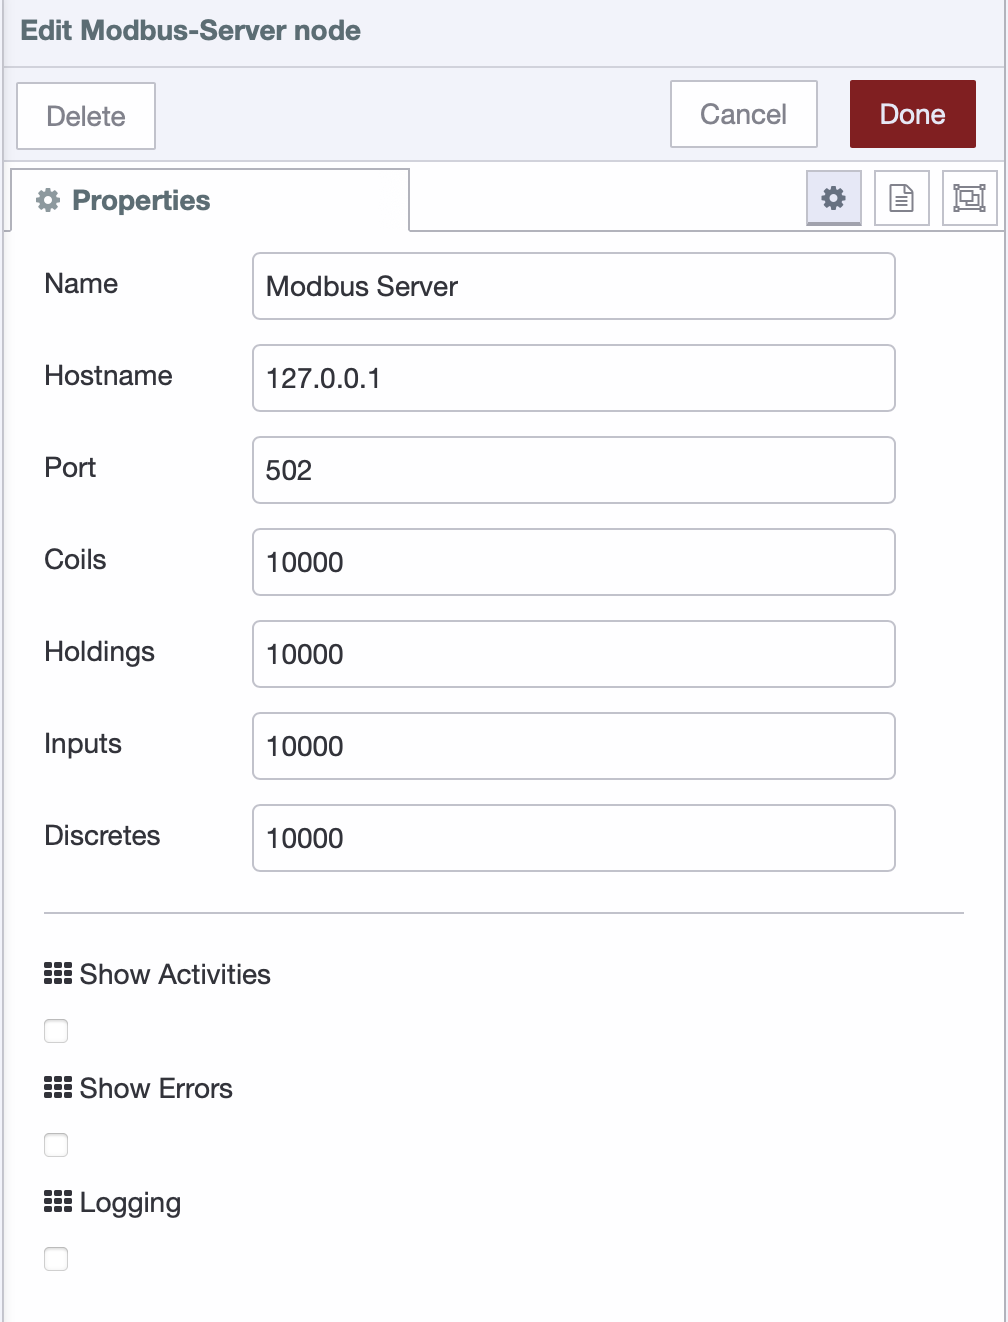 Edit Modbus-Server node
Delete
Cancel
Done
Properties
Name
Modbus Server
Hostname
127.0.0.1
Port
502
Coils
10000
Holdings
10000
Inputs
10000
Discretes
10000
Show Activities
Show Errors
Logging